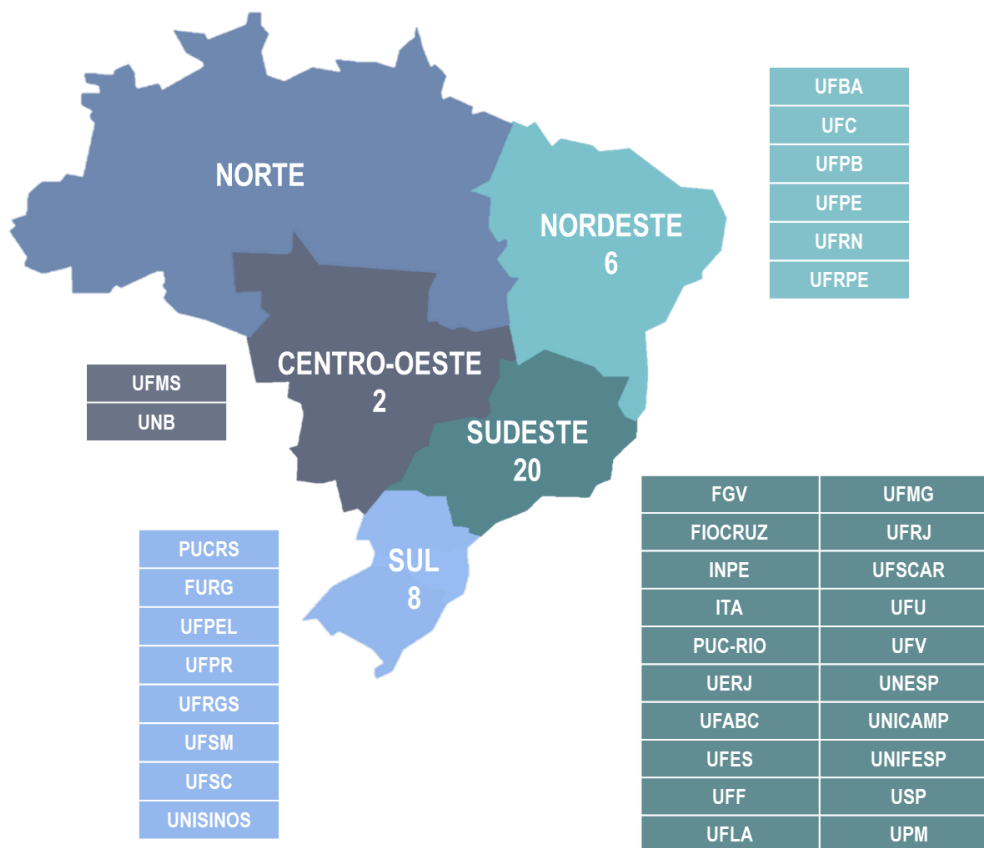 NORTE
NORDESTE
6
CENTRO-OESTE
2
SUDESTE
20
SUL
8
UFBA
UFC
UFPB
UFPE
UFRN
UFRPE
UFMS
UNB
PUCRS
FURG
UFPEL
UFPR
UFRGS
UFSM
UFSC
UNISINOS
FGV UFMG
FIOCRUZ UFRJ
INPE UFSCAR
ITA UFU
PUC-RIO UFV
UERJ UNESP
UFABC UNICAMP
UFES UNIFESP
UFF USP
UFLA UPM